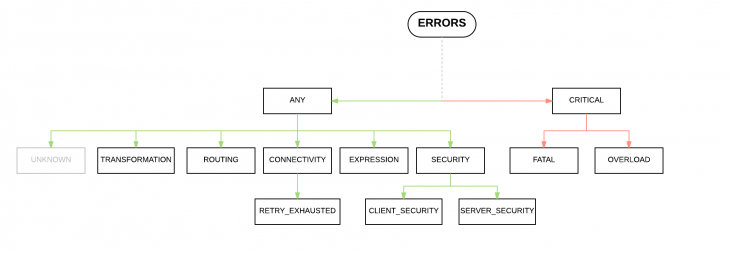 ERRORS
ANY
CRITICAL
UNKNOWN
TRANSFORMATION
ROUTING
CONNECTIVITY
EXPRESSION
SECURITY
FATAL
OVERLOAD
RETRY_EXHAUSTED
CLIENT_SECURITY
SERVER_SECURITY